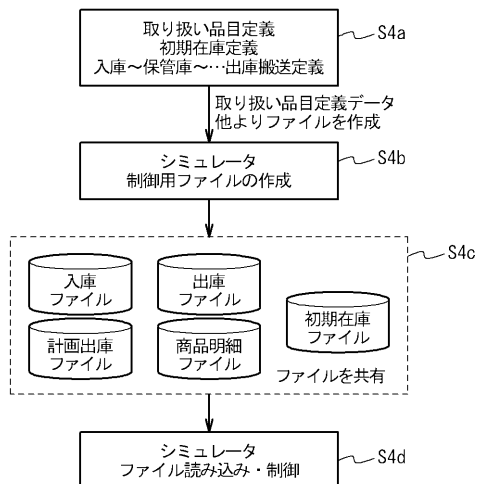 取り扱い品目定義
初期在庫定義
入庫～保管庫～…出庫搬送定義
S4a
取り扱い品目定義データ
他よりファイルを作成
シミュレータ
制御用ファイルの作成
S4b
S4c
入庫
ファイル
出庫
ファイル
初期在庫
ファイル
計画出庫
ファイル
商品明細
ファイル
ファイルを共有
シミュレータ
ファイル読み込み・制御
S4d